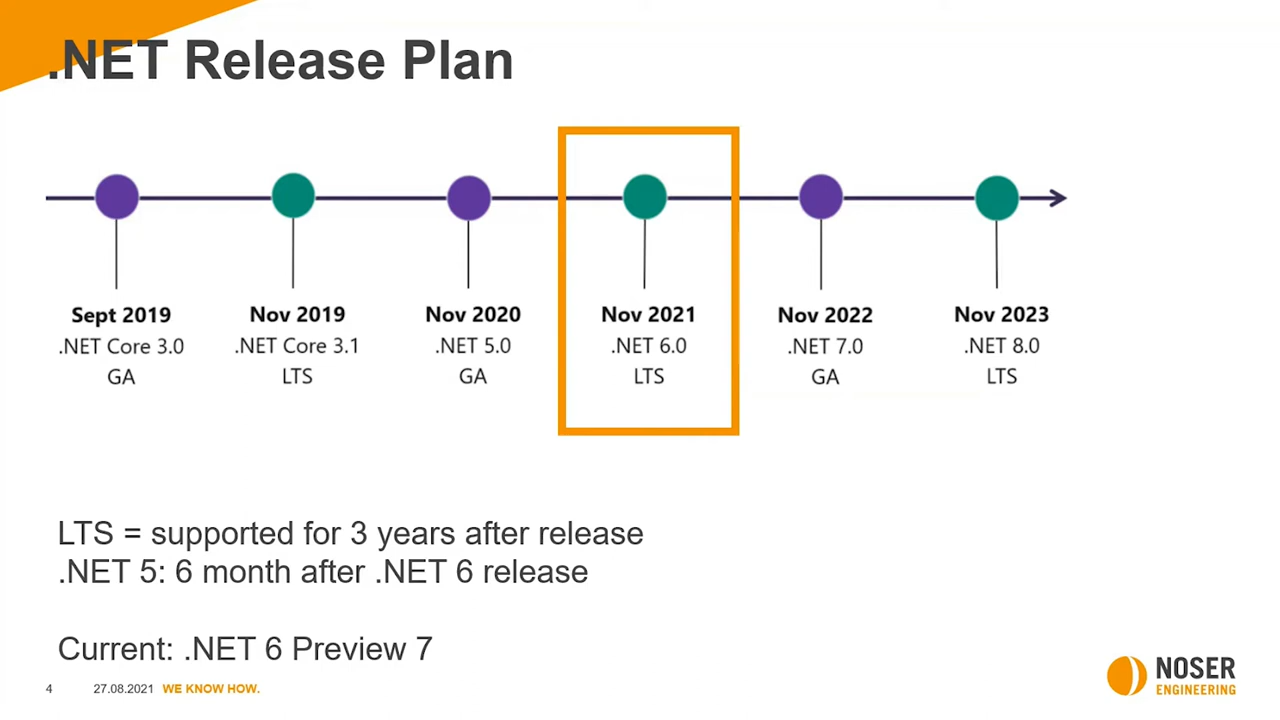 .NET Release Plan
Sept 2019
.NET Core 3.0
GA
Nov 2019
.NET Core 3.1
LTS
Nov 2020
.NET 5.0
GA
Nov 2021
.NET 6.0
LTS
Nov 2022
.NET 7.0
GA
Nov 2023
.NET 8.0
LTS
LTS = supported for 3 years after release
.NET 5: 6 month after .NET 6 release
Current: .NET 6 Preview 7
4 27.08.2021 WE KNOW HOW.
NOSER
ENGINEERING